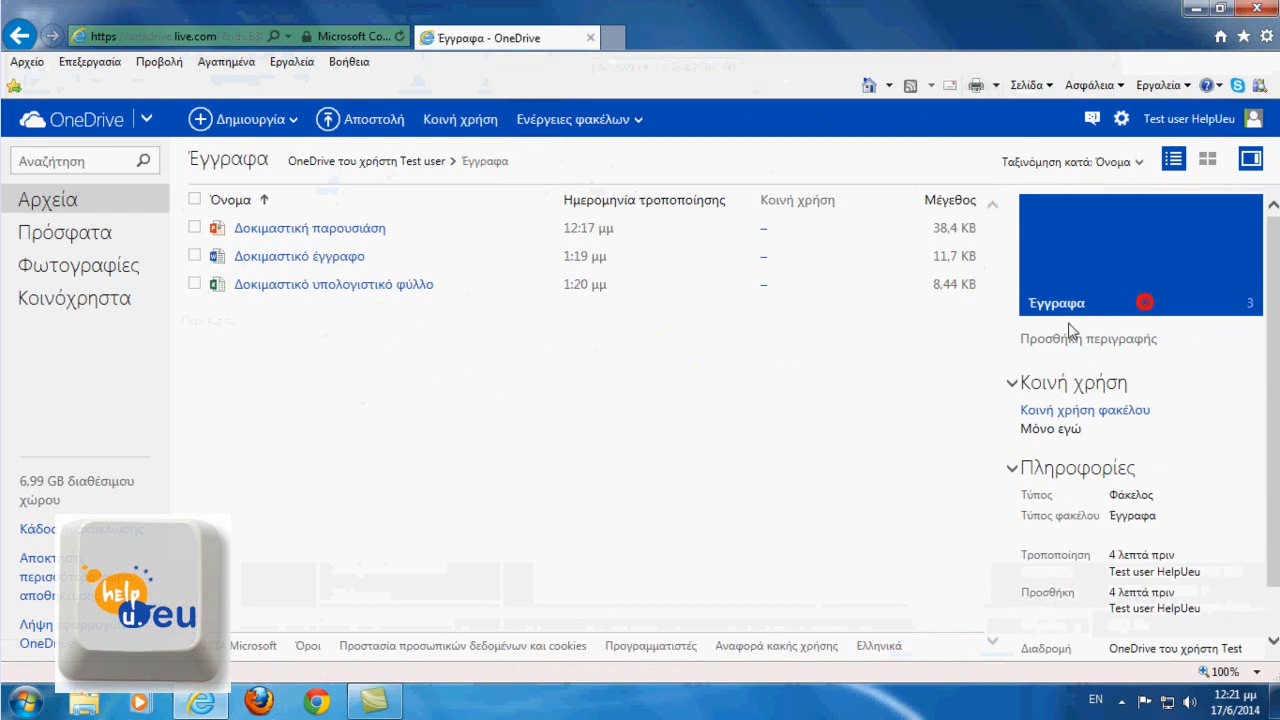 https://onedrive.live.com/?cid=
Microsoft Co...
Έγγραφα - OneDrive
Αρχείο Επεξεργασία Προβολή Αγαπημένα Εργαλεία Βοήθεια
Σελίδα Ασφάλεια Εργαλεία
OneDrive Δημιουργία Αποστολή Κοινή χρήση Ενέργειες φακέλων Test user HelpUeu
Αναζήτηση
Έγγραφα OneDrive του χρήστη Test user > Έγγραφα Ταξινόμηση κατά: Όνομα
Αρχεία
Πρόσφατα
Φωτογραφίες
Κοινόχρηστα
Όνομα Ημερομηνία τροποποίησης Κοινή χρήση Μέγεθος
Δοκιμαστική παρουσιάση 12:17 μμ – 38,4 KB
Δοκιμαστικό έγγραφο 1:19 μμ – 11,7 KB
Δοκιμαστικό υπολογιστικό φύλλο 1:20 μμ – 8,44 KB
Έγγραφα 3
Προσθήκη περιγραφής
Κοινή χρήση
Κοινή χρήση φακέλου
Μόνο εγώ
Πληροφορίες
Τύπος Φάκελος
Τύπος φακέλου Έγγραφα
Τροποποίηση 4 λεπτά πριν
Test user HelpUeu
Προσθήκη 4 λεπτά πριν
Test user HelpUeu
Διαδρομή OneDrive του χρήστη Test
6,99 GB διαθέσιμου
χώρου
Κάδος Ανακύκλωσης
OneDri
help
u.eu
Microsoft Όροι Προστασία προσωπικών δεδομένων και cookies Προγραμματιστές Αναφορά κακής χρήσης Ελληνικά
100%
EN
12:21 μμ
17/6/2014